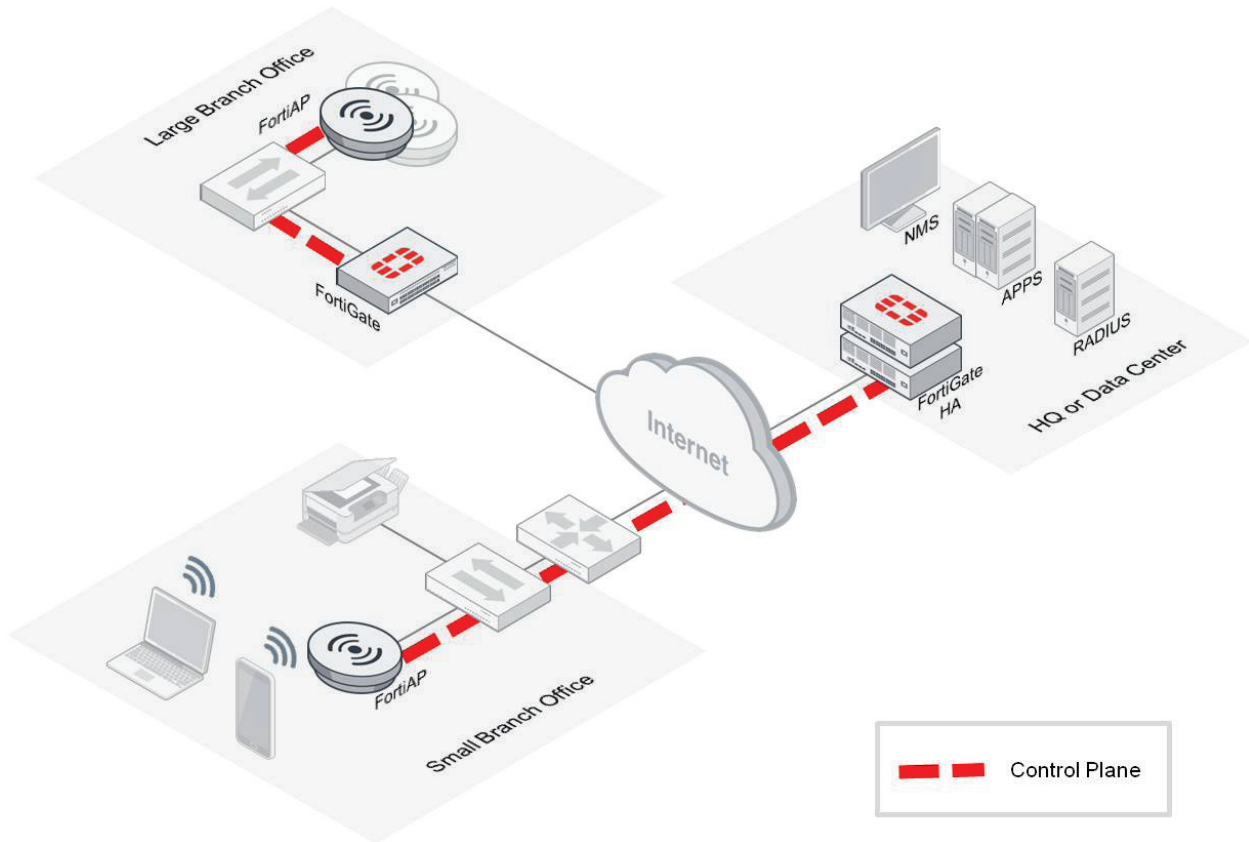 Large Branch Office
FortiAP
FortiGate
NMS
APPS
RADIUS
FortiGate
HA
HQ or Data Center
Internet
FortiAP
Small Branch Office
Control Plane